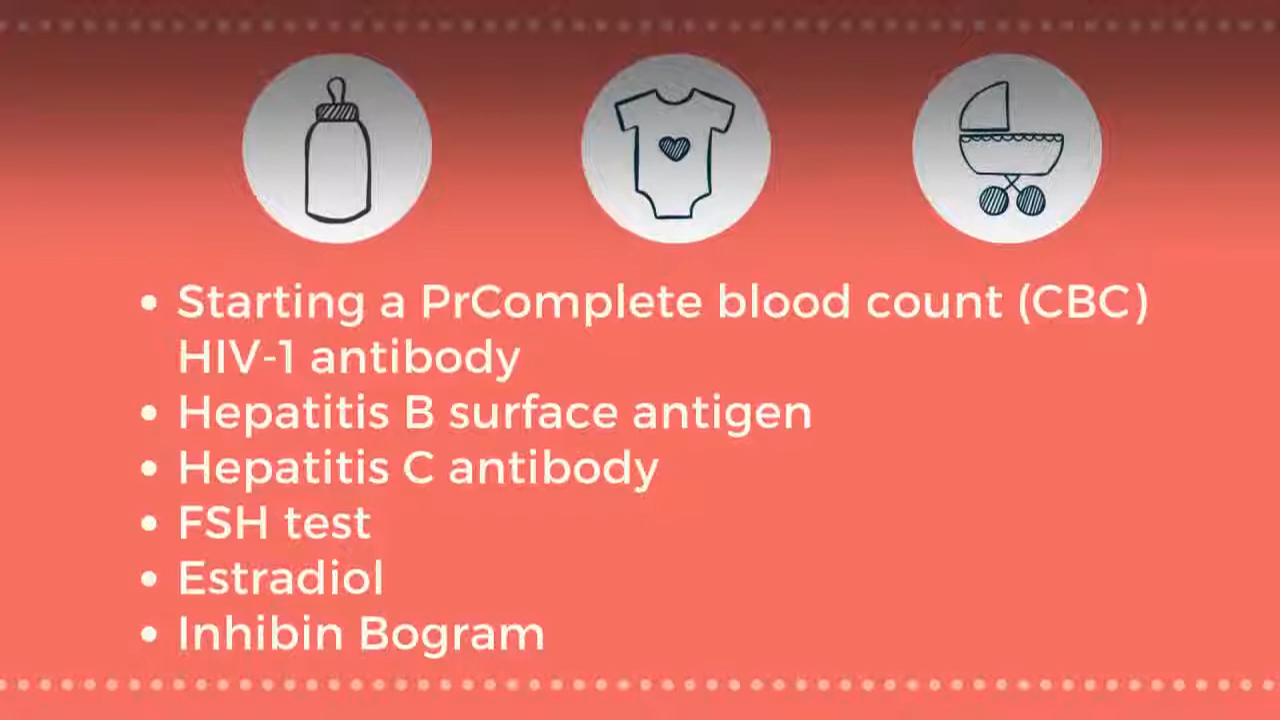 • Starting a PrComplete blood count (CBC)
HIV-1 antibody
• Hepatitis B surface antigen
• Hepatitis C antibody
• FSH test
• Estradiol
• Inhibin Bogram